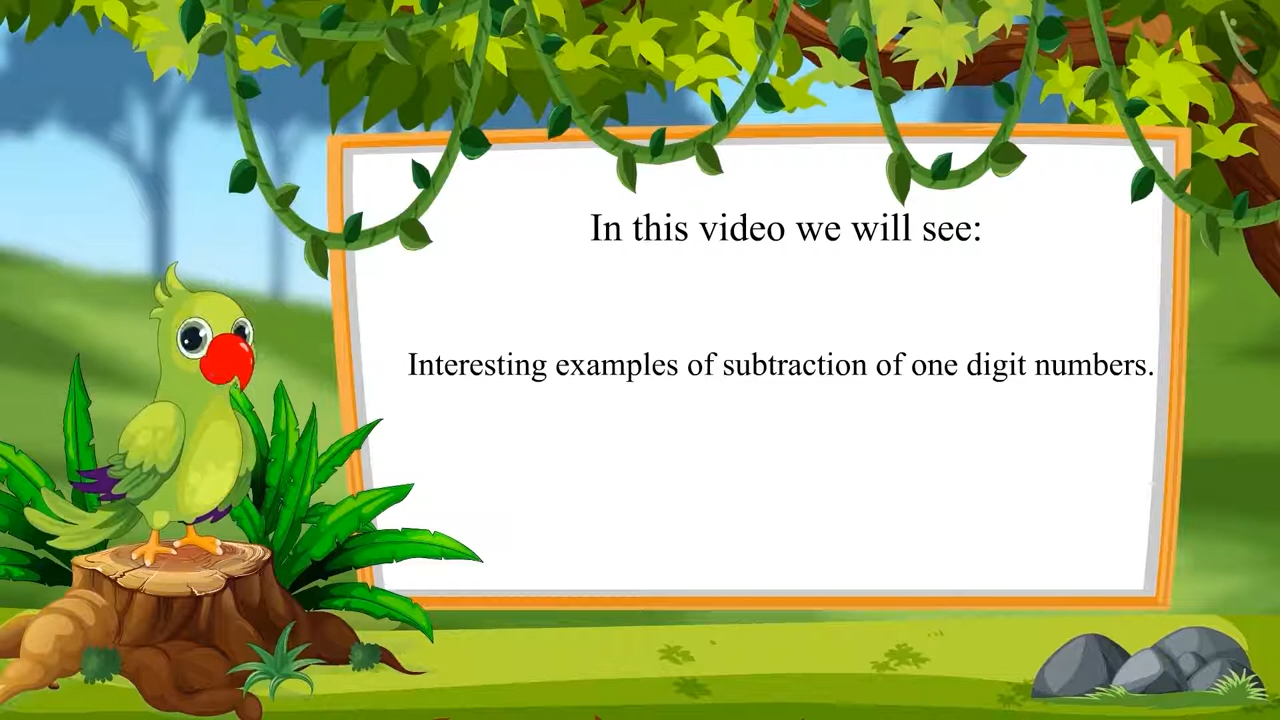 In this video we will see:
Interesting examples of subtraction of one digit numbers.